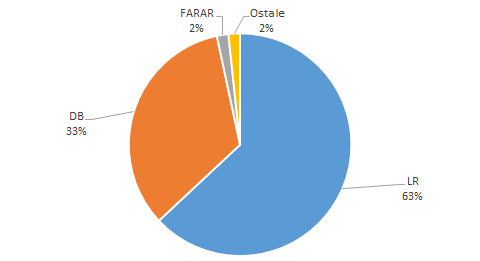 FARAR
2%
Ostale
2%
DB
33%
LR
63%